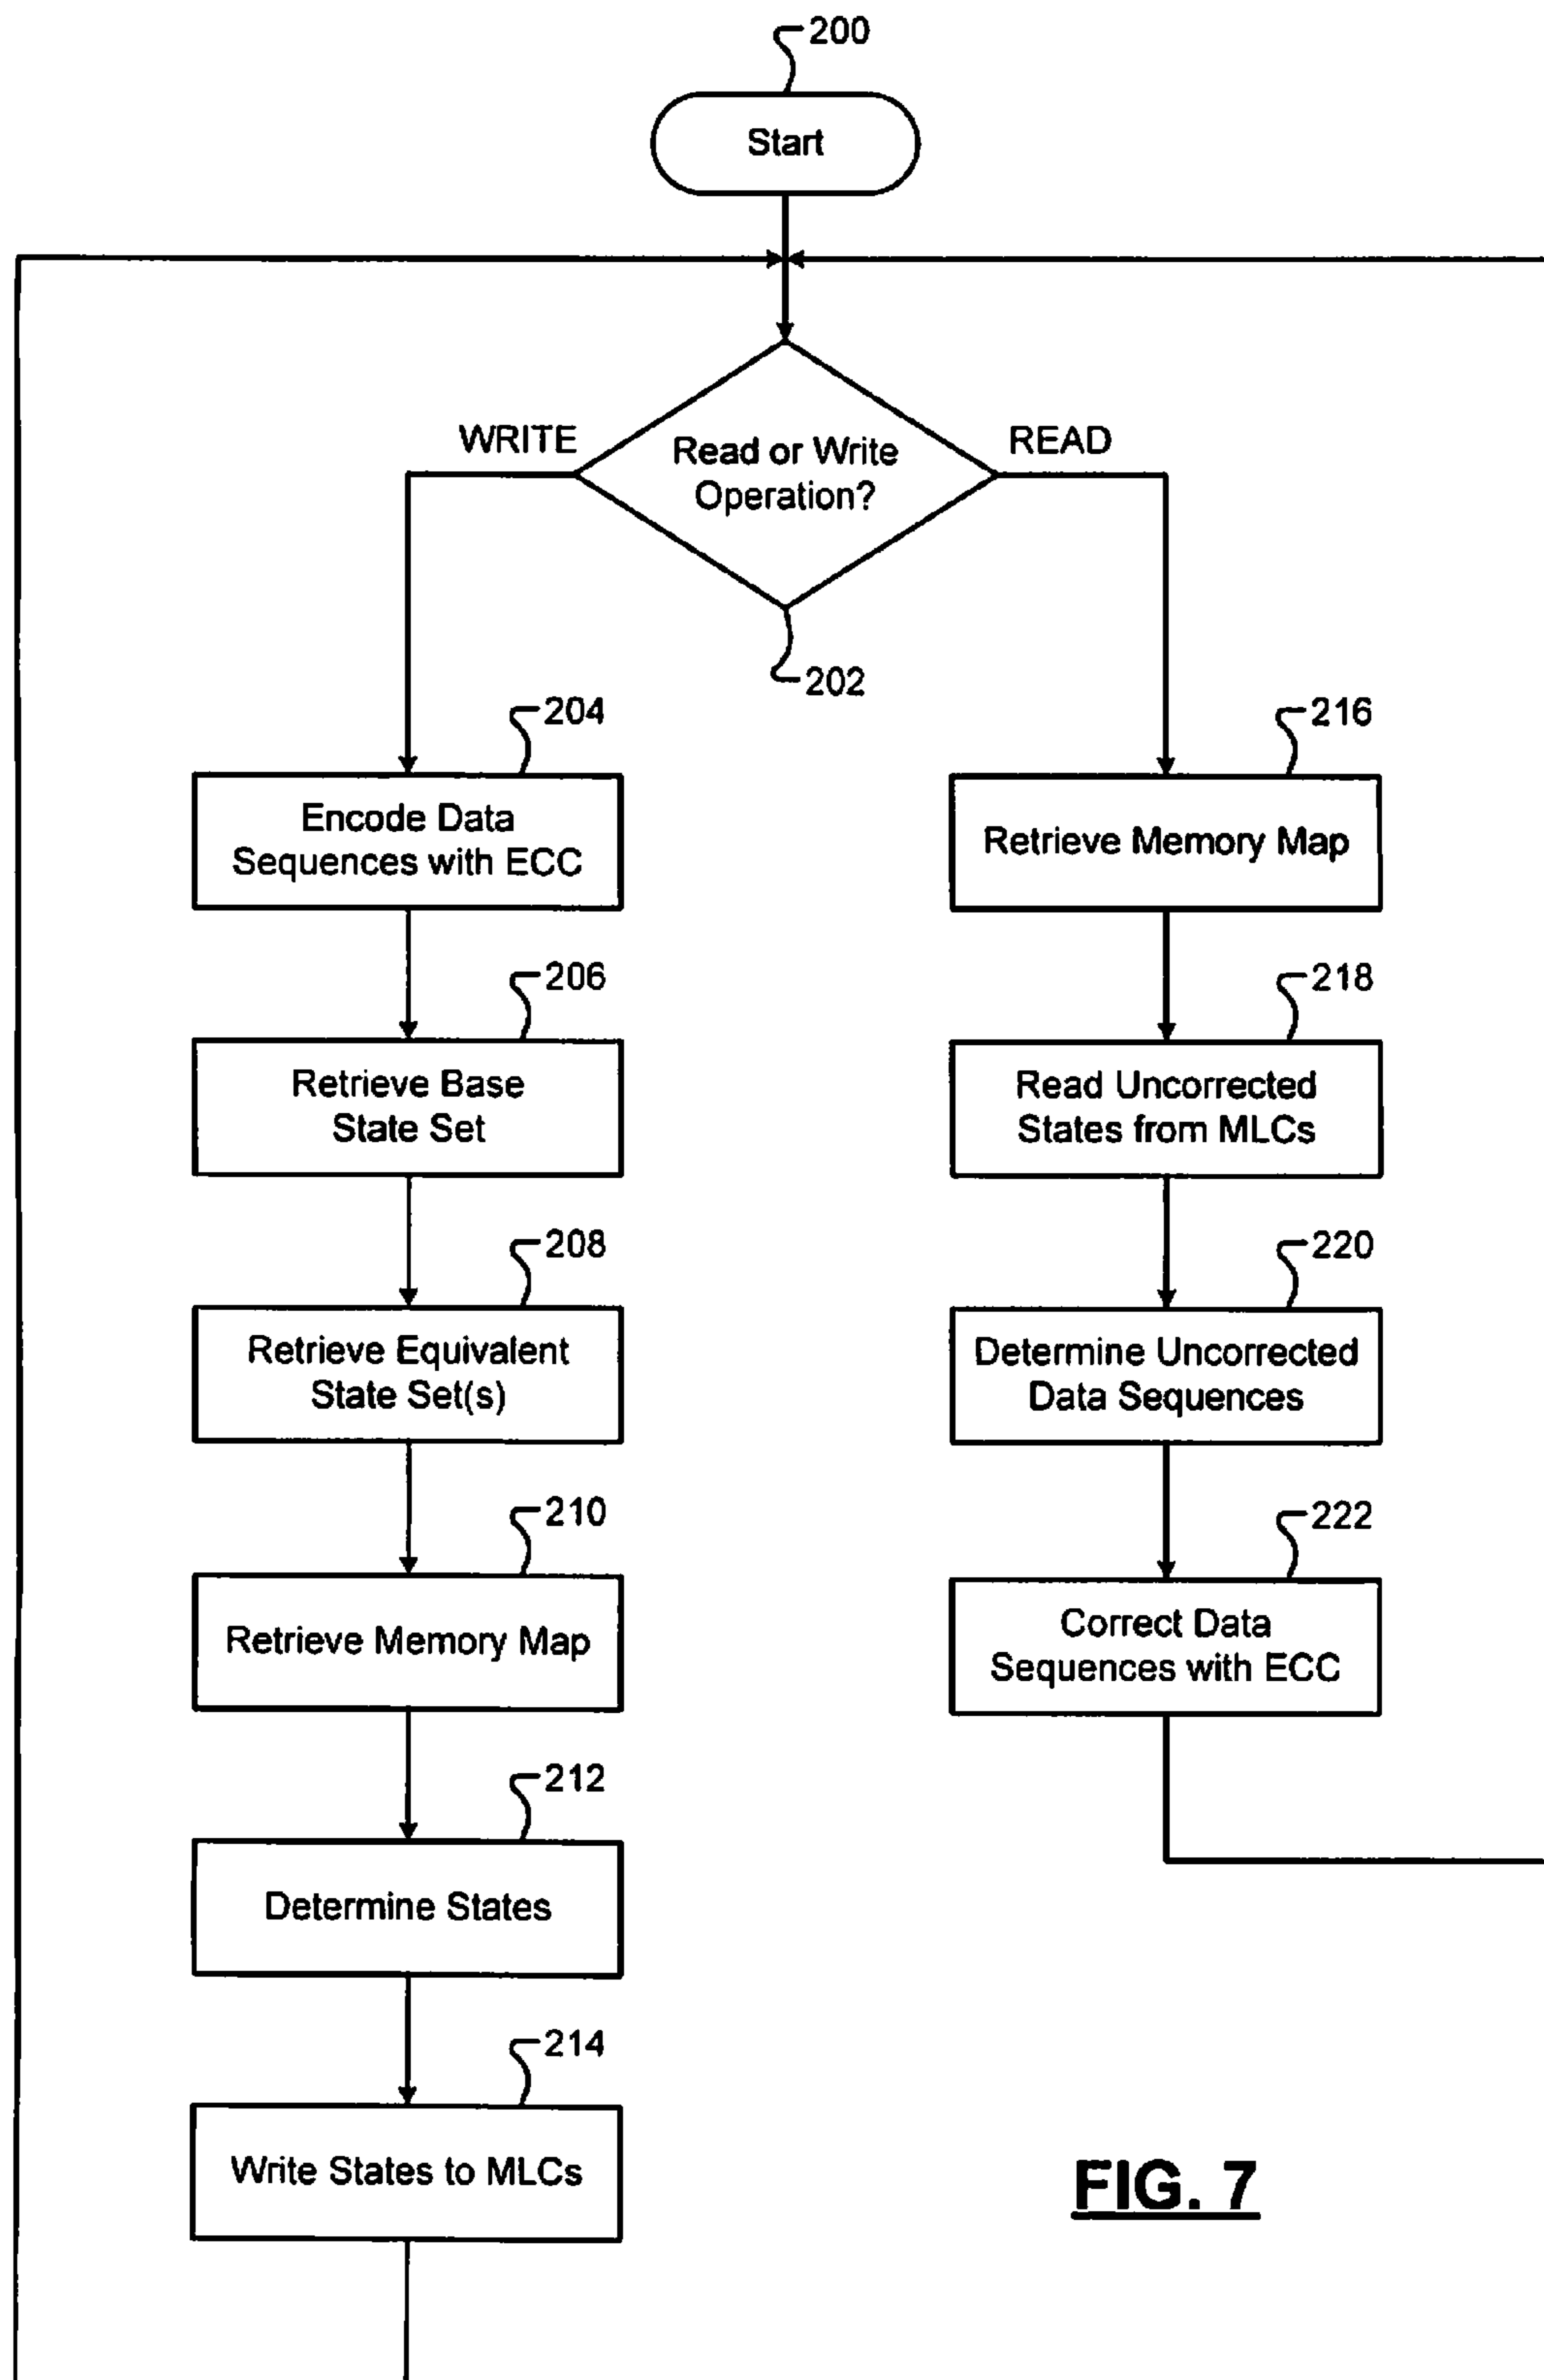 200
Start
WRITE
Read or Write
Operation?
READ
202
204
Encode Data
Sequences with ECC
206
Retrieve Base
State Set
208
Retrieve Equivalent
State Set(s)
210
Retrieve Memory Map
212
Determine States
214
Write States to MLCs
216
Retrieve Memory Map
218
Read Uncorrected
States from MLCs
220
Determine Uncorrected
Data Sequences
222
Correct Data
Sequences with ECC
FIG. 7